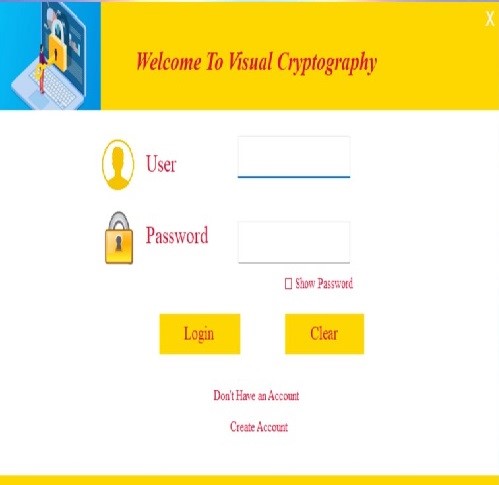 X
Welcome To Visual Cryptography
User
Password
Show Password
Login Clear
Don't Have an Account
Create Account